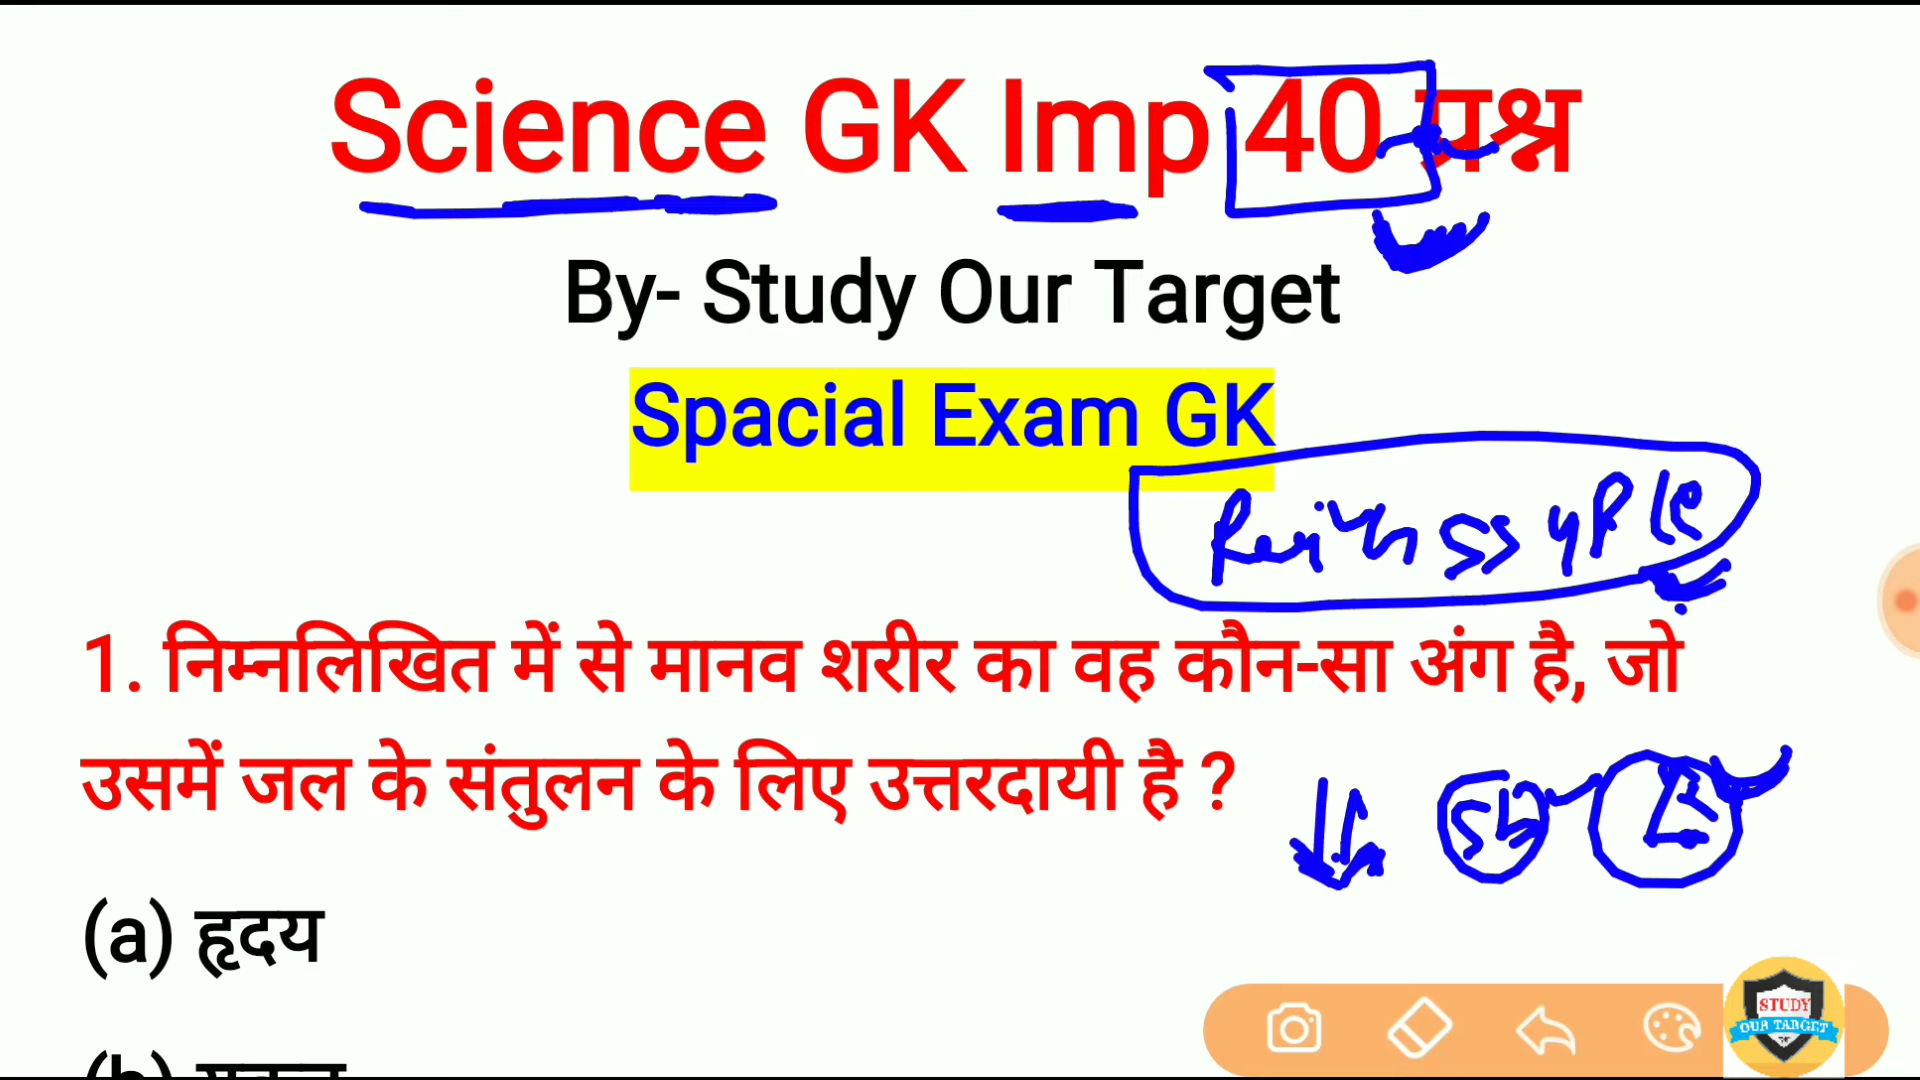 Science GK Imp 40 प्रश्न
By- Study Our Target
Spacial Exam GK
1. निम्नलिखित में से मानव शरीर का वह कौन-सा अंग है, जो
उसमें जल के संतुलन के लिए उत्तरदायी है ?
(a) हृदय
STUDY
OUR TARGET